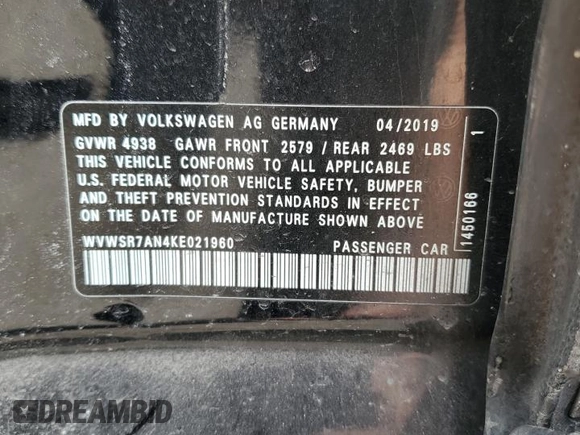 MFD BY VOLKSWAGEN AG GERMANY 04/2019
GVWR 4938 GAWR FRONT 2579 / REAR 2469 LBS
THIS VEHICLE CONFORMS TO ALL APPLICABLE
U.S. FEDERAL MOTOR VEHICLE SAFETY, BUMPER
AND THEFT PREVENTION STANDARDS IN EFFECT
ON THE DATE OF MANUFACTURE SHOWN ABOVE
WVWSR7AN4KE021960 PASSENGER CAR
1450166 1
DREAMBID